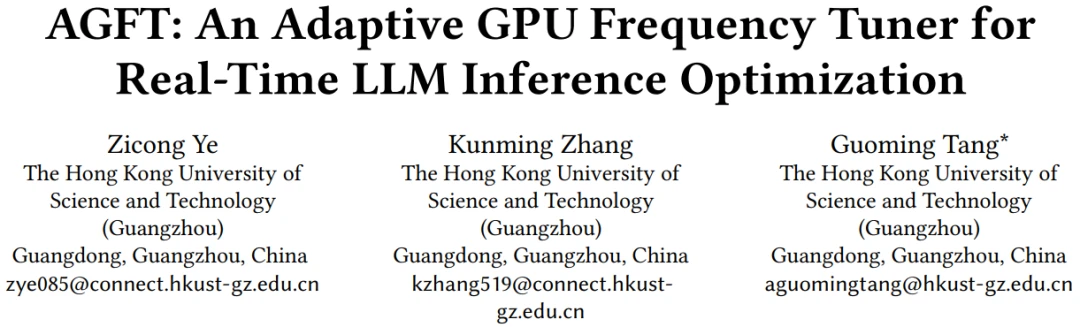 AGFT: An Adaptive GPU Frequency Tuner for
Real-Time LLM Inference Optimization
Zicong Ye
The Hong Kong University of
Science and Technology
(Guangzhou)
Guangdong, Guangzhou, China
zye085@connect.hkust-gz.edu.cn
Kunming Zhang
The Hong Kong University of
Science and Technology
(Guangzhou)
Guangdong, Guangzhou, China
kzhang519@connect.hkust-
gz.edu.cn
Guoming Tang*
The Hong Kong University of
Science and Technology
(Guangzhou)
Guangdong, Guangzhou, China
aguomingtang@hkust-gz.edu.cn